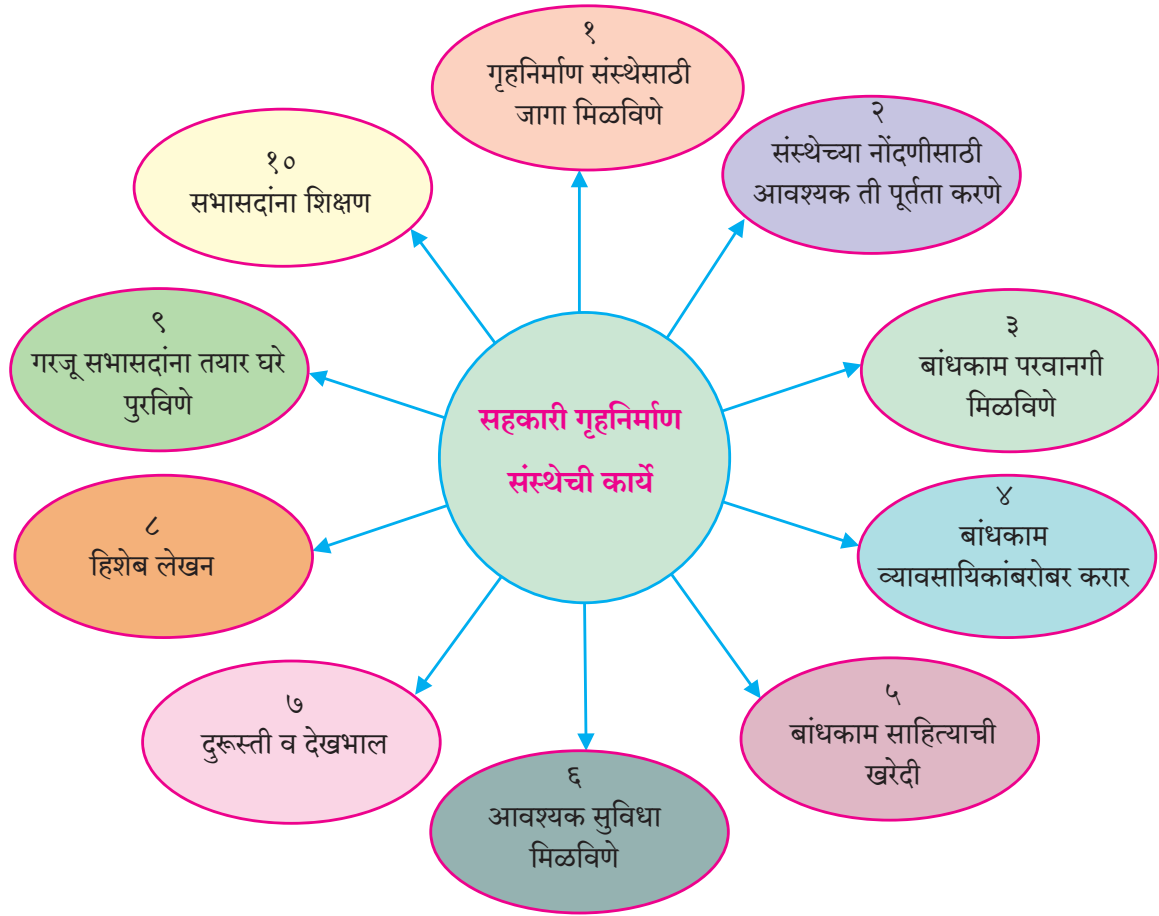 सहकारी गृहनिर्माण
संस्थेची कार्ये
१
गृहनिर्माण संस्थेसाठी
जागा मिळविणे
२
संस्थेच्या नोंदणीसाठी
आवश्यक ती पूर्तता करणे
३
बांधकाम परवानगी
मिळविणे
४
बांधकाम
व्यावसायिकांबरोबर करार
५
बांधकाम साहित्याची
खरेदी
६
आवश्यक सुविधा
मिळविणे
७
दुरूस्ती व देखभाल
८
हिशेब लेखन
९
गरजू सभासदांना तयार घरे
पुरविणे
१०
सभासदांना शिक्षण